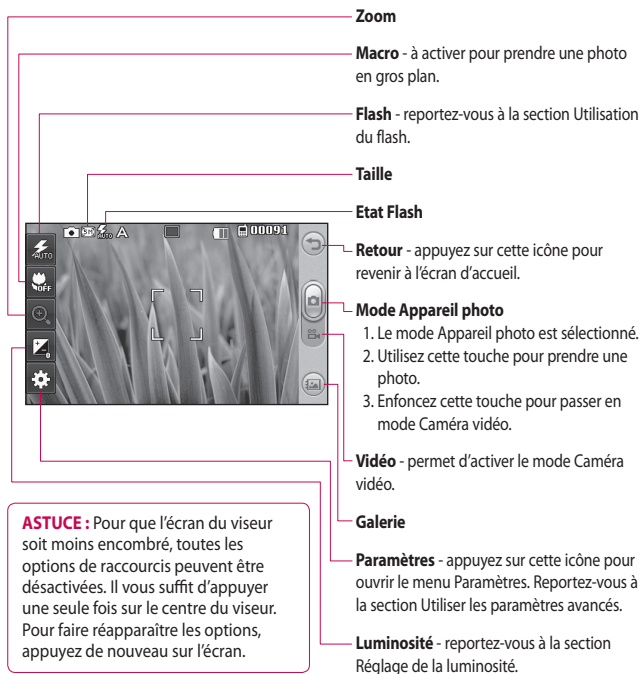 Zoom
Macro - à activer pour prendre une photo
en gros plan.
Flash - reportez-vous à la section Utilisation
du flash.
Taille
Etat Flash
Retour - appuyez sur cette icône pour
revenir à l'écran d'accueil.
Mode Appareil photo
1. Le mode Appareil photo est sélectionné.
2. Utilisez cette touche pour prendre une
photo.
3. Enfoncez cette touche pour passer en
mode Caméra vidéo.
Vidéo - permet d'activer le mode Caméra
vidéo.
Galerie
Paramètres - appuyez sur cette icône pour
ouvrir le menu Paramètres. Reportez-vous à
la section Utiliser les paramètres avancés.
Luminosité - reportez-vous à la section
Réglage de la luminosité.
5M AUTO A 00091
AUTO
OFF
0
ASTUCE : Pour que l'écran du viseur
soit moins encombré, toutes les
options de raccourcis peuvent être
désactivées. Il vous suffit d'appuyer
une seule fois sur le centre du viseur.
Pour faire réapparaître les options,
appuyez de nouveau sur l'écran.